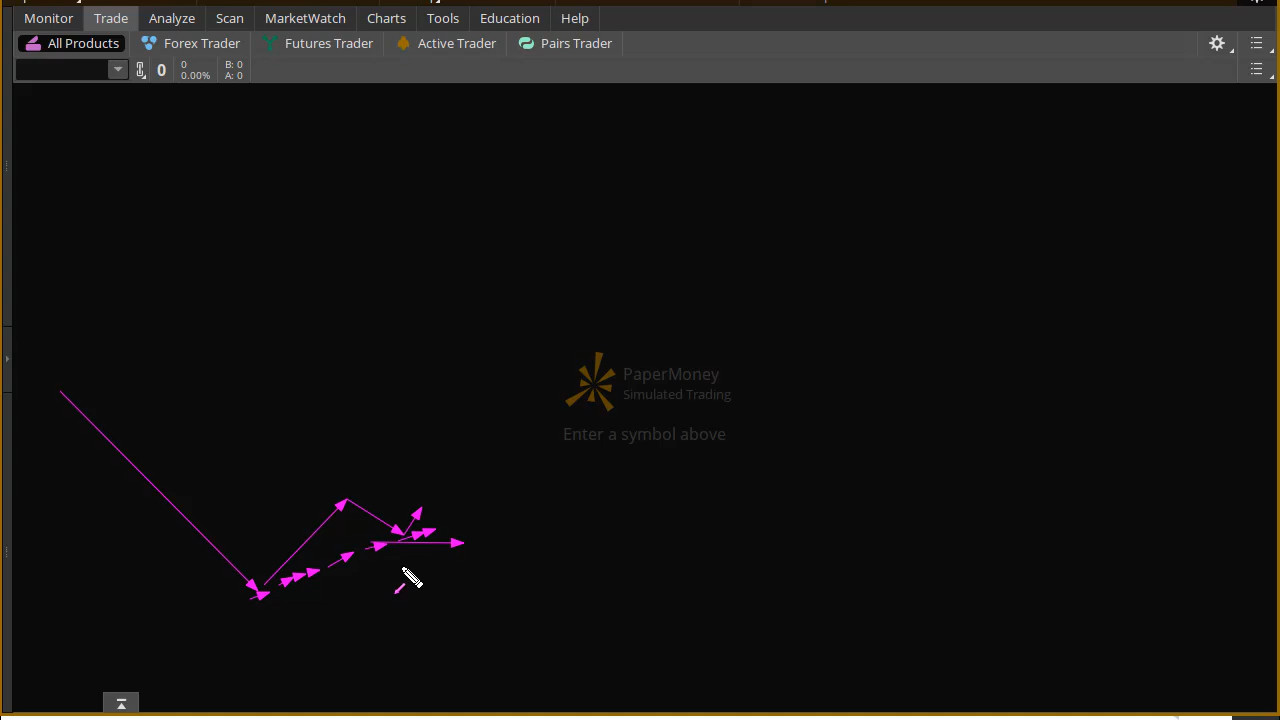 Monitor Trade Analyze Scan MarketWatch Charts Tools Education Help
All Products Forex Trader Futures Trader Active Trader Pairs Trader
0 0 B: 0
0.00% A: 0
PaperMoney
Simulated Trading
Enter a symbol above